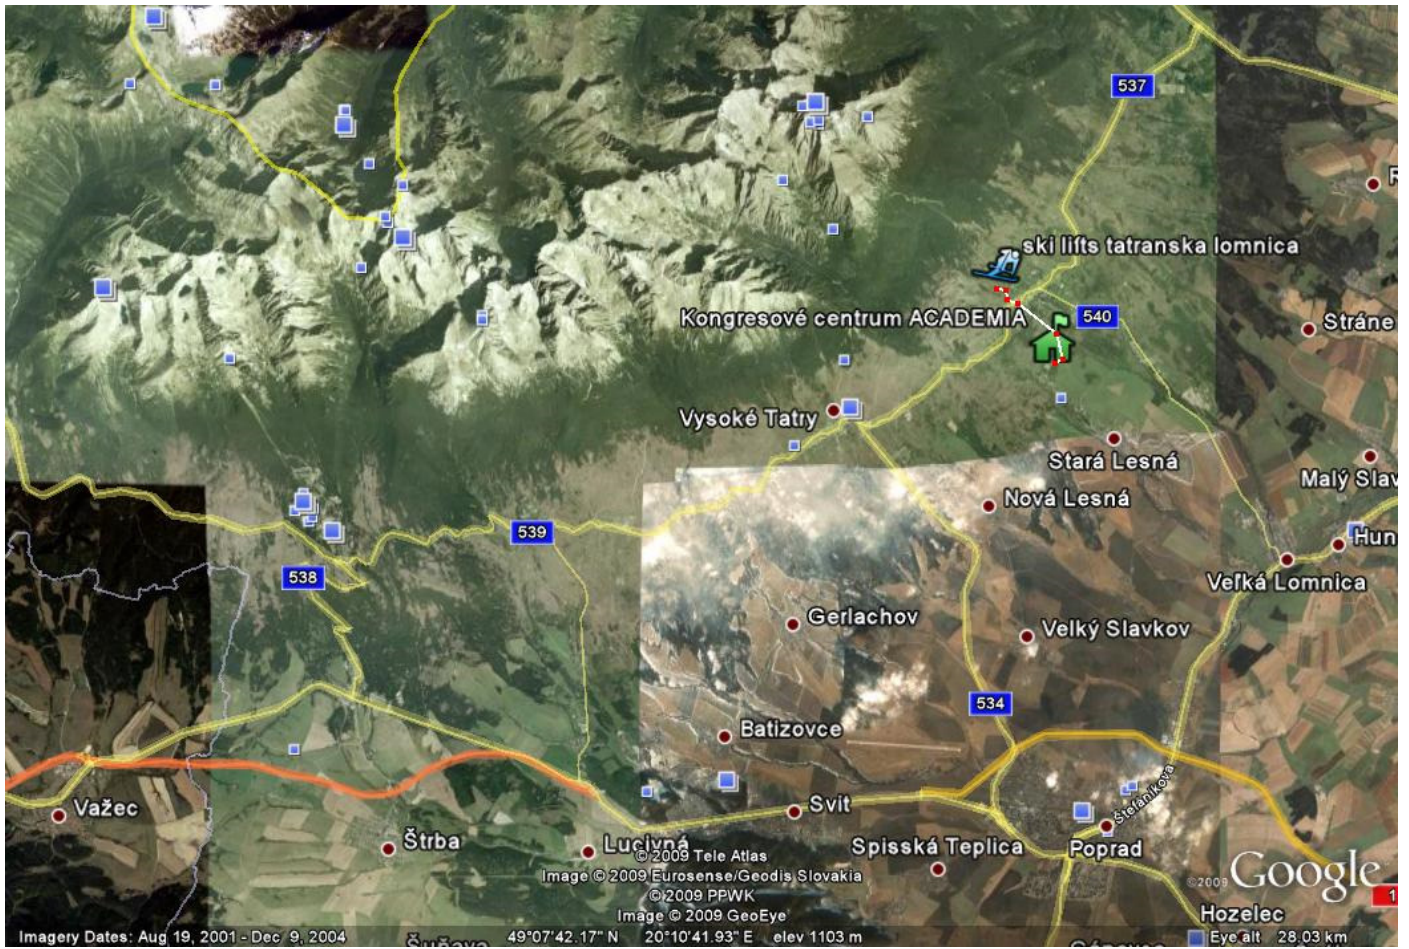 537
R
ski lifts tatranska lomnica
Kongresové centrum ACADEMIA
540
Stráne
Vysoké Tatry
Stará Lesná
Malý Slav
Nová Lesná
539
Hun
538
Veľká Lomnica
Gerlachov
Velký Slavkov
534
Batizovce
Štefánikova
Važec
Svit
Štrba
Lucivná
Spisská Teplica
Poprad
© 2009 Tele Atlas
Image © 2009 Eurosense/Geodis Slovakia
© 2009 PPWK
Image © 2009 GeoEye
©2009 Google
1
Hozelec
Imagery Dates: Aug 19, 2001 - Dec 9, 2004
49°07'42.17" N 20°10'41.93" E elev 1103 m
Eye alt 28.03 km
Šuňava